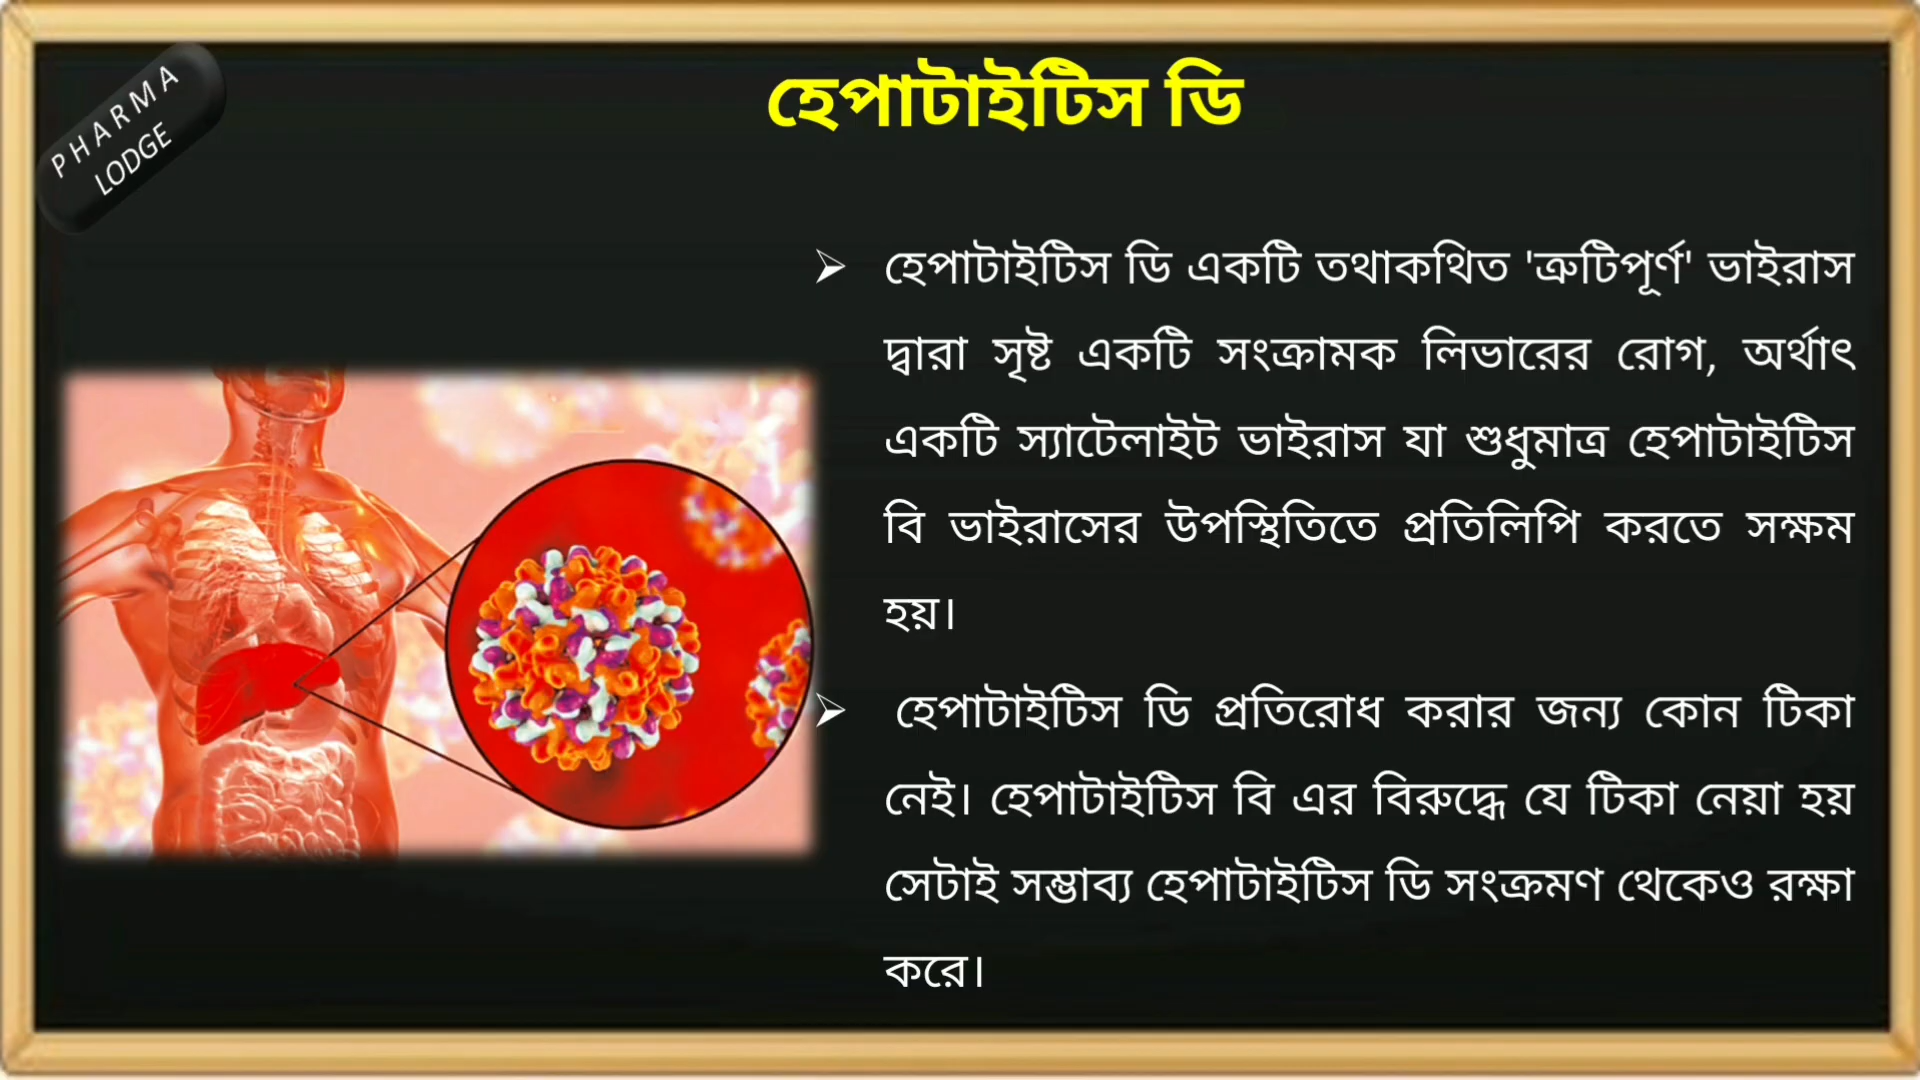 PHARMA
LODGE
হেপাটাইটিস ডি
➢ হেপাটাইটিস ডি একটি তথাকথিত 'ত্রুটিপূর্ণ' ভাইরাস
দ্বারা সৃষ্ট একটি সংক্রামক লিভারের রোগ, অর্থাৎ
একটি স্যাটেলাইট ভাইরাস যা শুধুমাত্র হেপাটাইটিস
বি ভাইরাসের উপস্থিতিতে প্রতিলিপি করতে সক্ষম
হয়।
➢ হেপাটাইটিস ডি প্রতিরোধ করার জন্য কোন টিকা
নেই। হেপাটাইটিস বি এর বিরুদ্ধে যে টিকা নেয়া হয়
সেটাই সম্ভাব্য হেপাটাইটিস ডি সংক্রমণ থেকেও রক্ষা
করে।